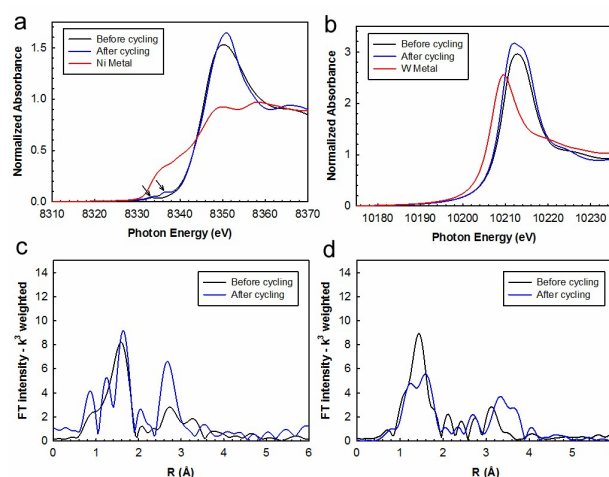 a
Before cycling
After cycling
Ni Metal
Normalized Absorbance
1.5
1.0
0.5
0.0
8310 8320 8330 8340 8350 8360 8370
Photon Energy (eV)
b
Before cycling
After cycling
W Metal
Normalized Absorbance
3
2
1
0
10180 10190 10200 10210 10220 10230
Photon Energy (eV)
c
Before cycling
After cycling
FT intensity - k³ weighted
14
12
10
8
6
4
2
0
0 1 2 3 4 5 6
R (Å)
d
Before cycling
After cycling
FT intensity - k³ weighted
14
12
10
8
6
4
2
0
0 1 2 3 4 5
R (Å)